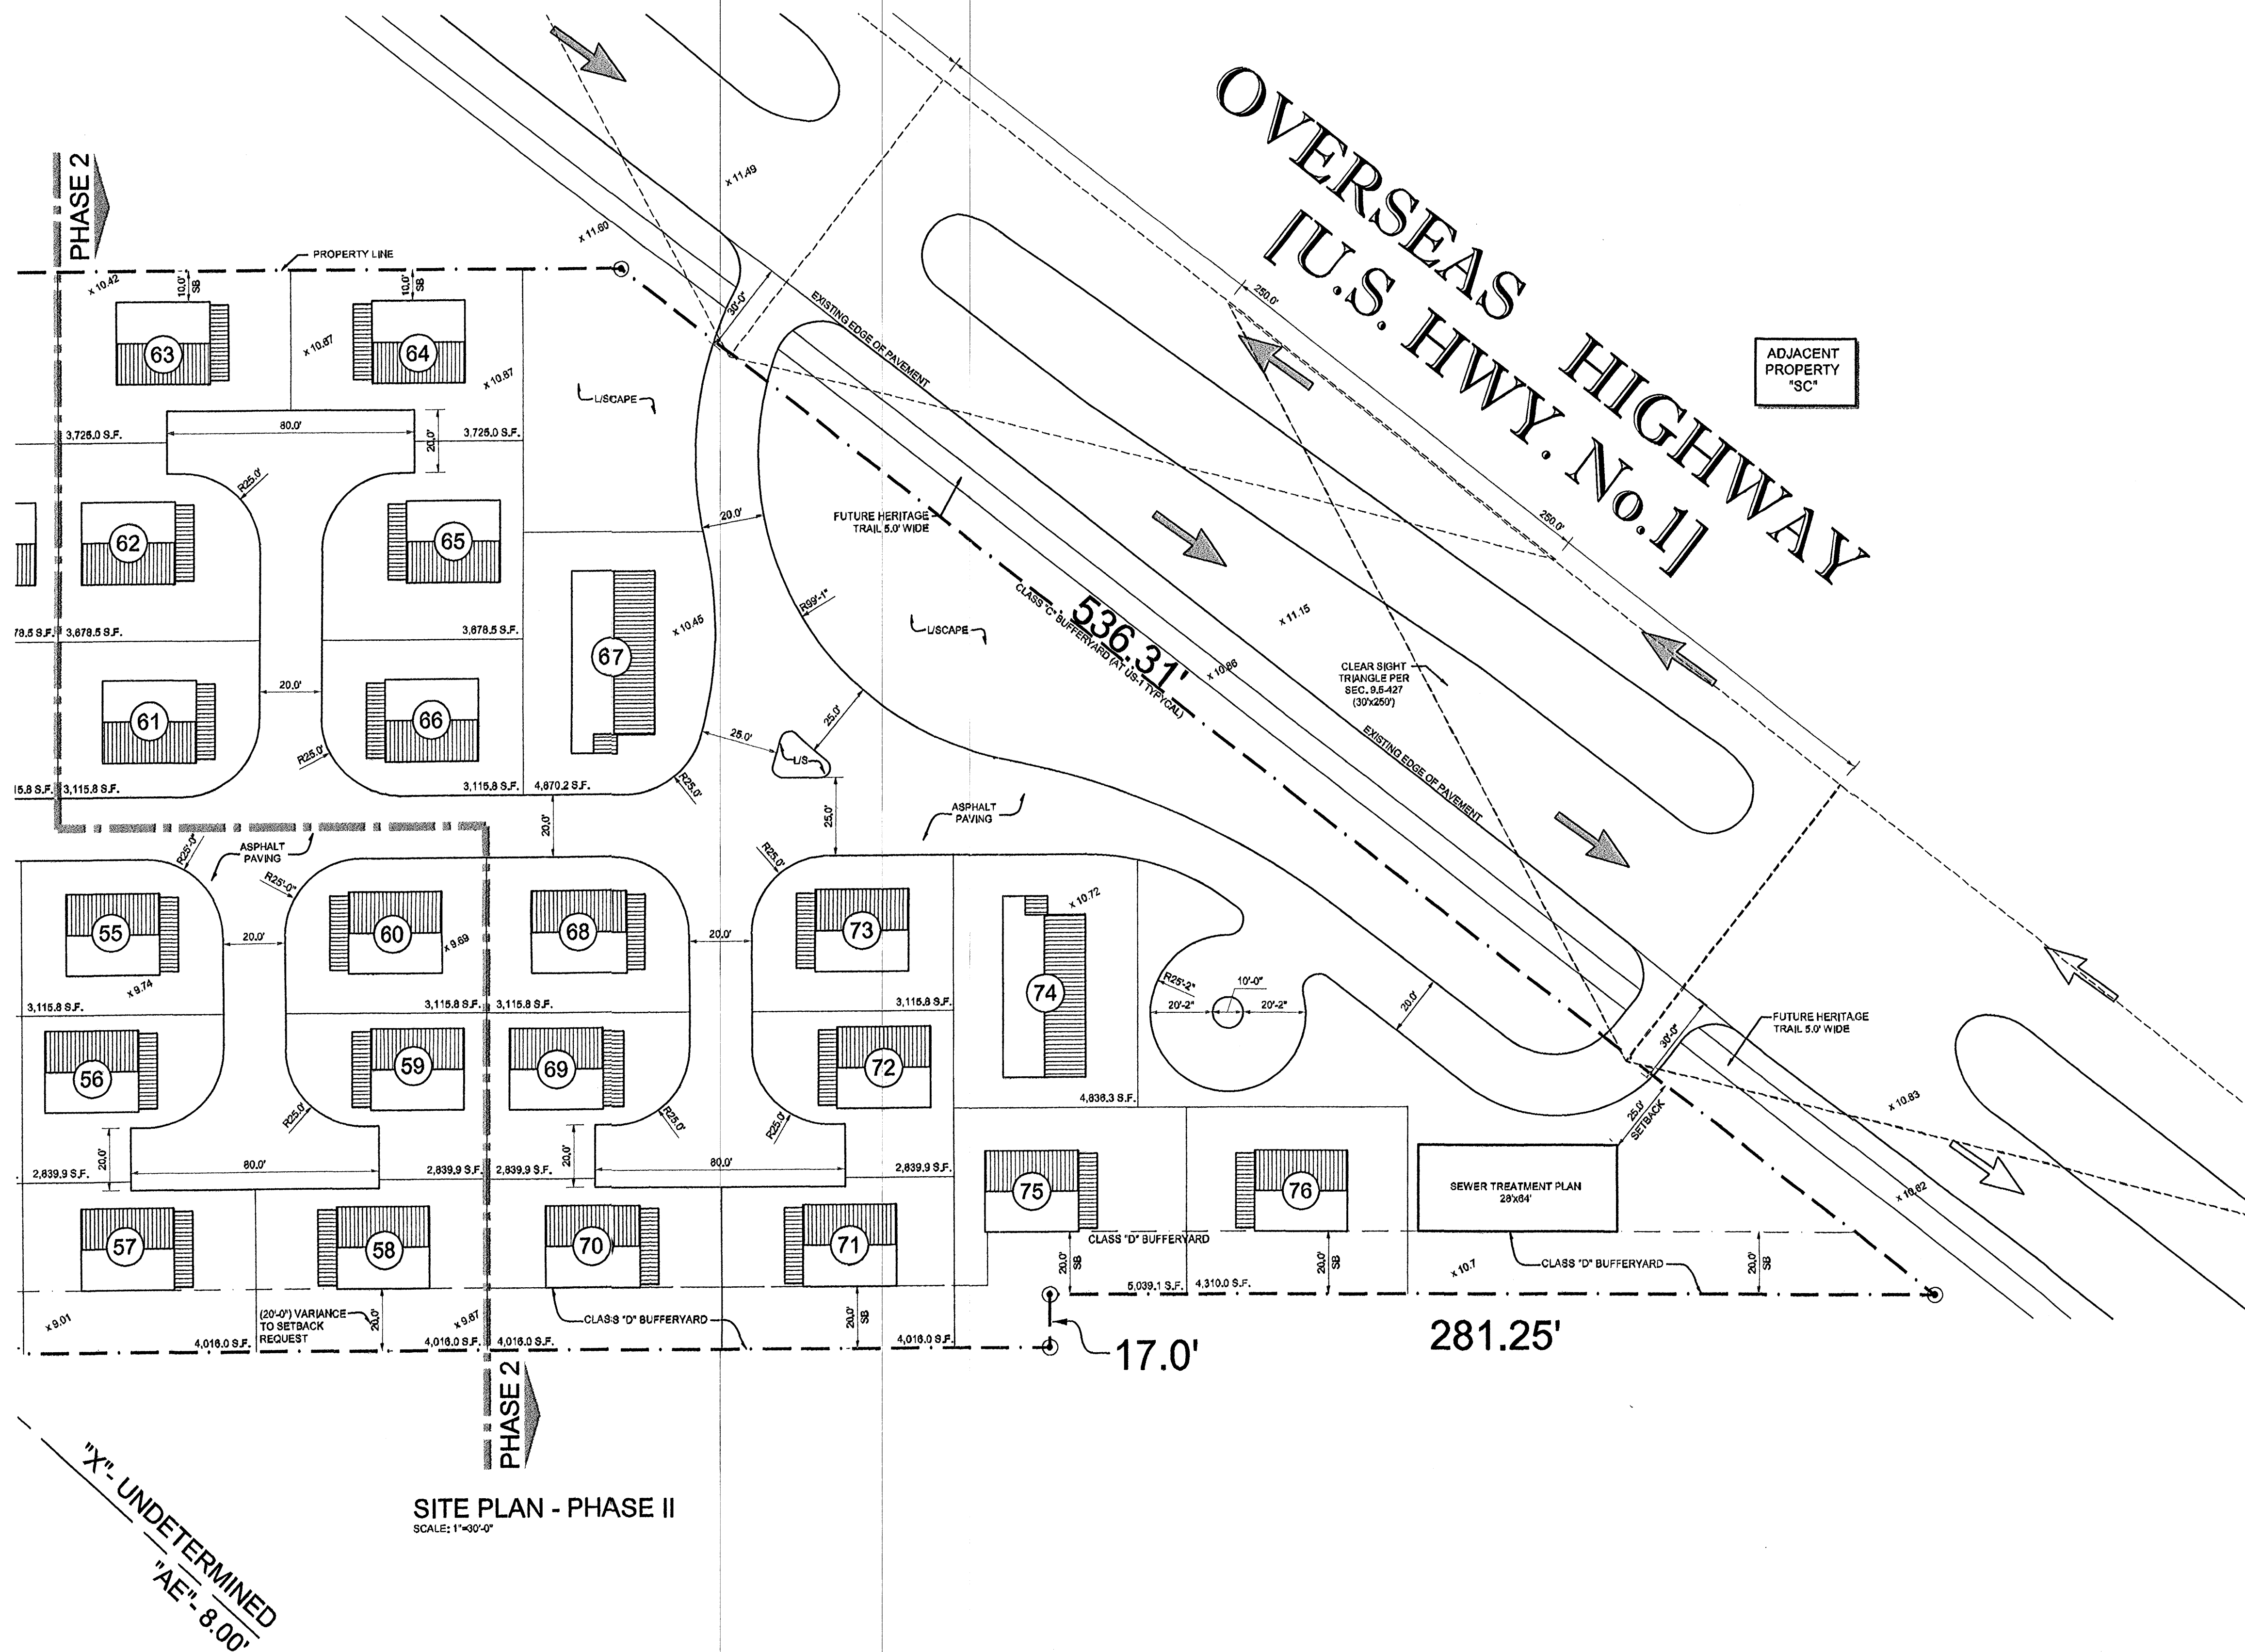 OVERSEAS HIGHWAY
[U.S. HWY. No.1]
ADJACENT
PROPERTY
"SC"
PHASE 2
PROPERTY LINE
x 11.49
x 11.60
x 10.42
10.0'
SB
10.0'
SB
30'-0"
EXISTING EDGE OF PAVEMENT
250.0'
250.0'
63
64
x 10.87
x 10.87
L/SCAPE
3,725.0 S.F.
80.0'
20.0'
3,725.0 S.F.
R25.0'
62
65
20.0'
FUTURE HERITAGE
TRAIL 5.0' WIDE
CLASS "C" BUFFERYARD (AT US-1 TYPYCAL)
536.31'
R99'-1"
L/SCAPE
x 11.15
78.5 S.F.
3,678.5 S.F.
3,678.5 S.F.
67
x 10.45
x 10.86
CLEAR SIGHT
TRIANGLE PER
SEC. 9.5-427
(30'x250')
20.0'
61
66
R25.0'
25.0'
25.0'
L/S
EXISTING EDGE OF PAVEMENT
15.8 S.F.
3,115.8 S.F.
3,115.8 S.F.
4,870.2 S.F.
R25.0'
20.0'
25.0'
ASPHALT
PAVING
R25'-0"
ASPHALT
PAVING
R25'-0"
R25.0'
55
60
68
73
x 10.72
20.0'
x 9.69
20.0'
x 9.74
74
R25'-2"
10'-0"
20'-2"
20'-2"
20.0'
3,115.8 S.F.
3,115.8 S.F.
3,115.8 S.F.
3,115.8 S.F.
FUTURE HERITAGE
TRAIL 5.0' WIDE
30'-0"
56
59
69
72
R25.0'
R25.0'
R25.0'
4,836.3 S.F.
25.0'
SETBACK
x 10.83
20.0'
80.0'
20.0'
80.0'
2,839.9 S.F.
2,839.9 S.F.
2,839.9 S.F.
2,839.9 S.F.
75
76
SEWER TREATMENT PLAN
28'x64'
x 10.62
57
58
70
71
CLASS "D" BUFFERYARD
20.0'
SB
20.0'
SB
20.0'
SB
5,039.1 S.F.
4,310.0 S.F.
x 10.7
CLASS "D" BUFFERYARD
x 9.01
(20'-0") VARIANCE
TO SETBACK
REQUEST
20.0'
x 9.87
CLASS "D" BUFFERYARD
20.0'
SB
4,016.0 S.F.
4,016.0 S.F.
4,016.0 S.F.
4,016.0 S.F.
17.0'
281.25'
PHASE 2
SITE PLAN - PHASE II
SCALE: 1"=30'-0"
"X"- UNDETERMINED
"AE"- 8.00'